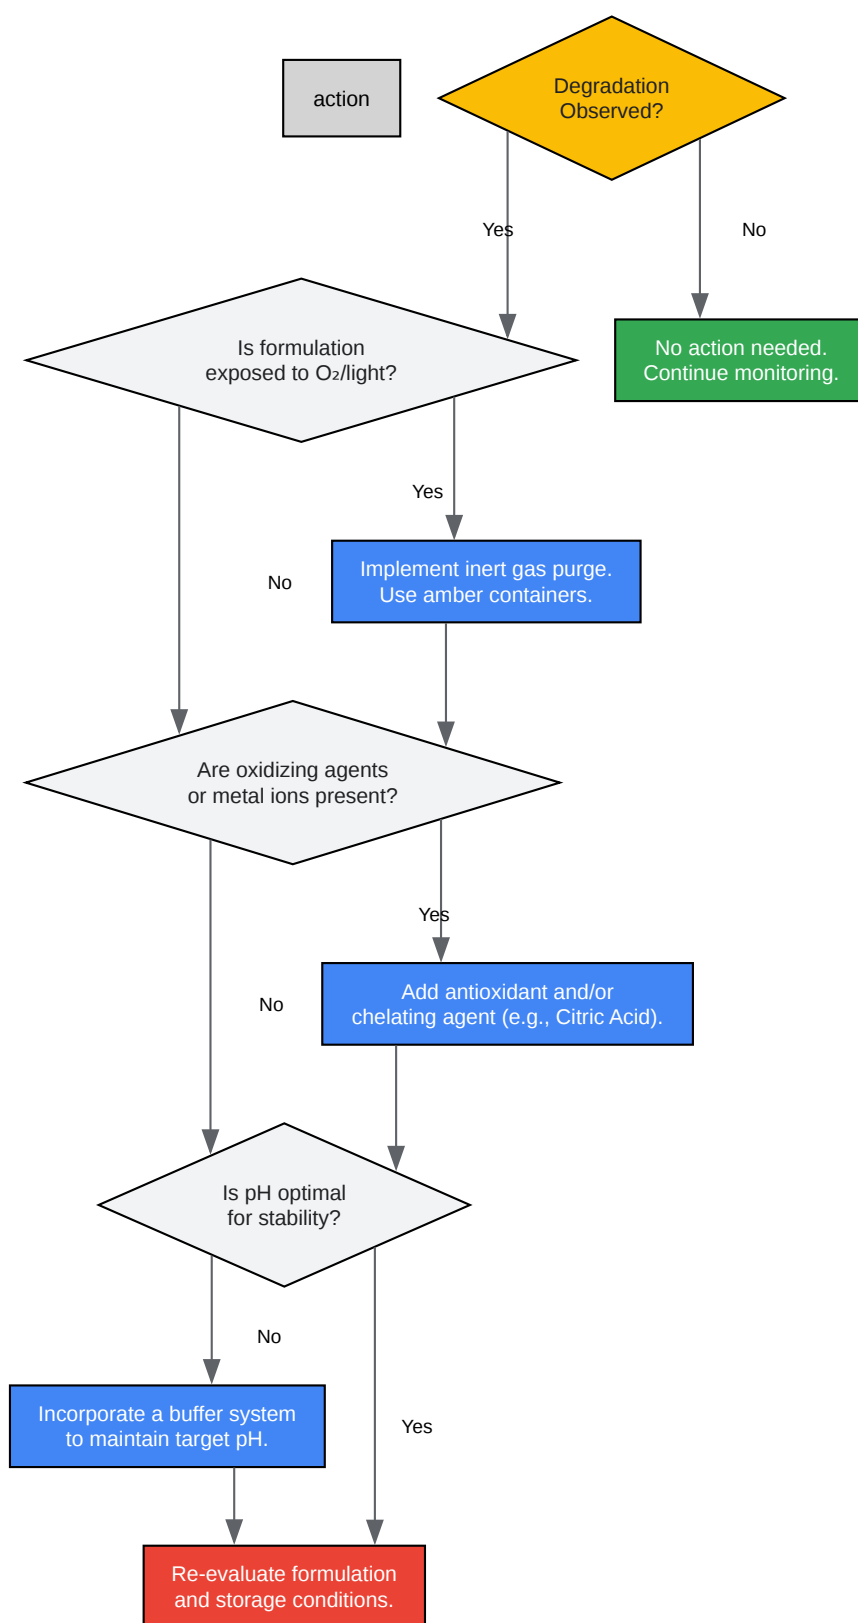 action
Degradation
Observed?
Yes
No
Is formulation
exposed to O₂/light?
No action needed.
Continue monitoring.
Yes
No
Implement inert gas purge.
Use amber containers.
Are oxidizing agents
or metal ions present?
Yes
No
Add antioxidant and/or
chelating agent (e.g., Citric Acid).
Is pH optimal
for stability?
No
Yes
Incorporate a buffer system
to maintain target pH.
Re-evaluate formulation
and storage conditions.